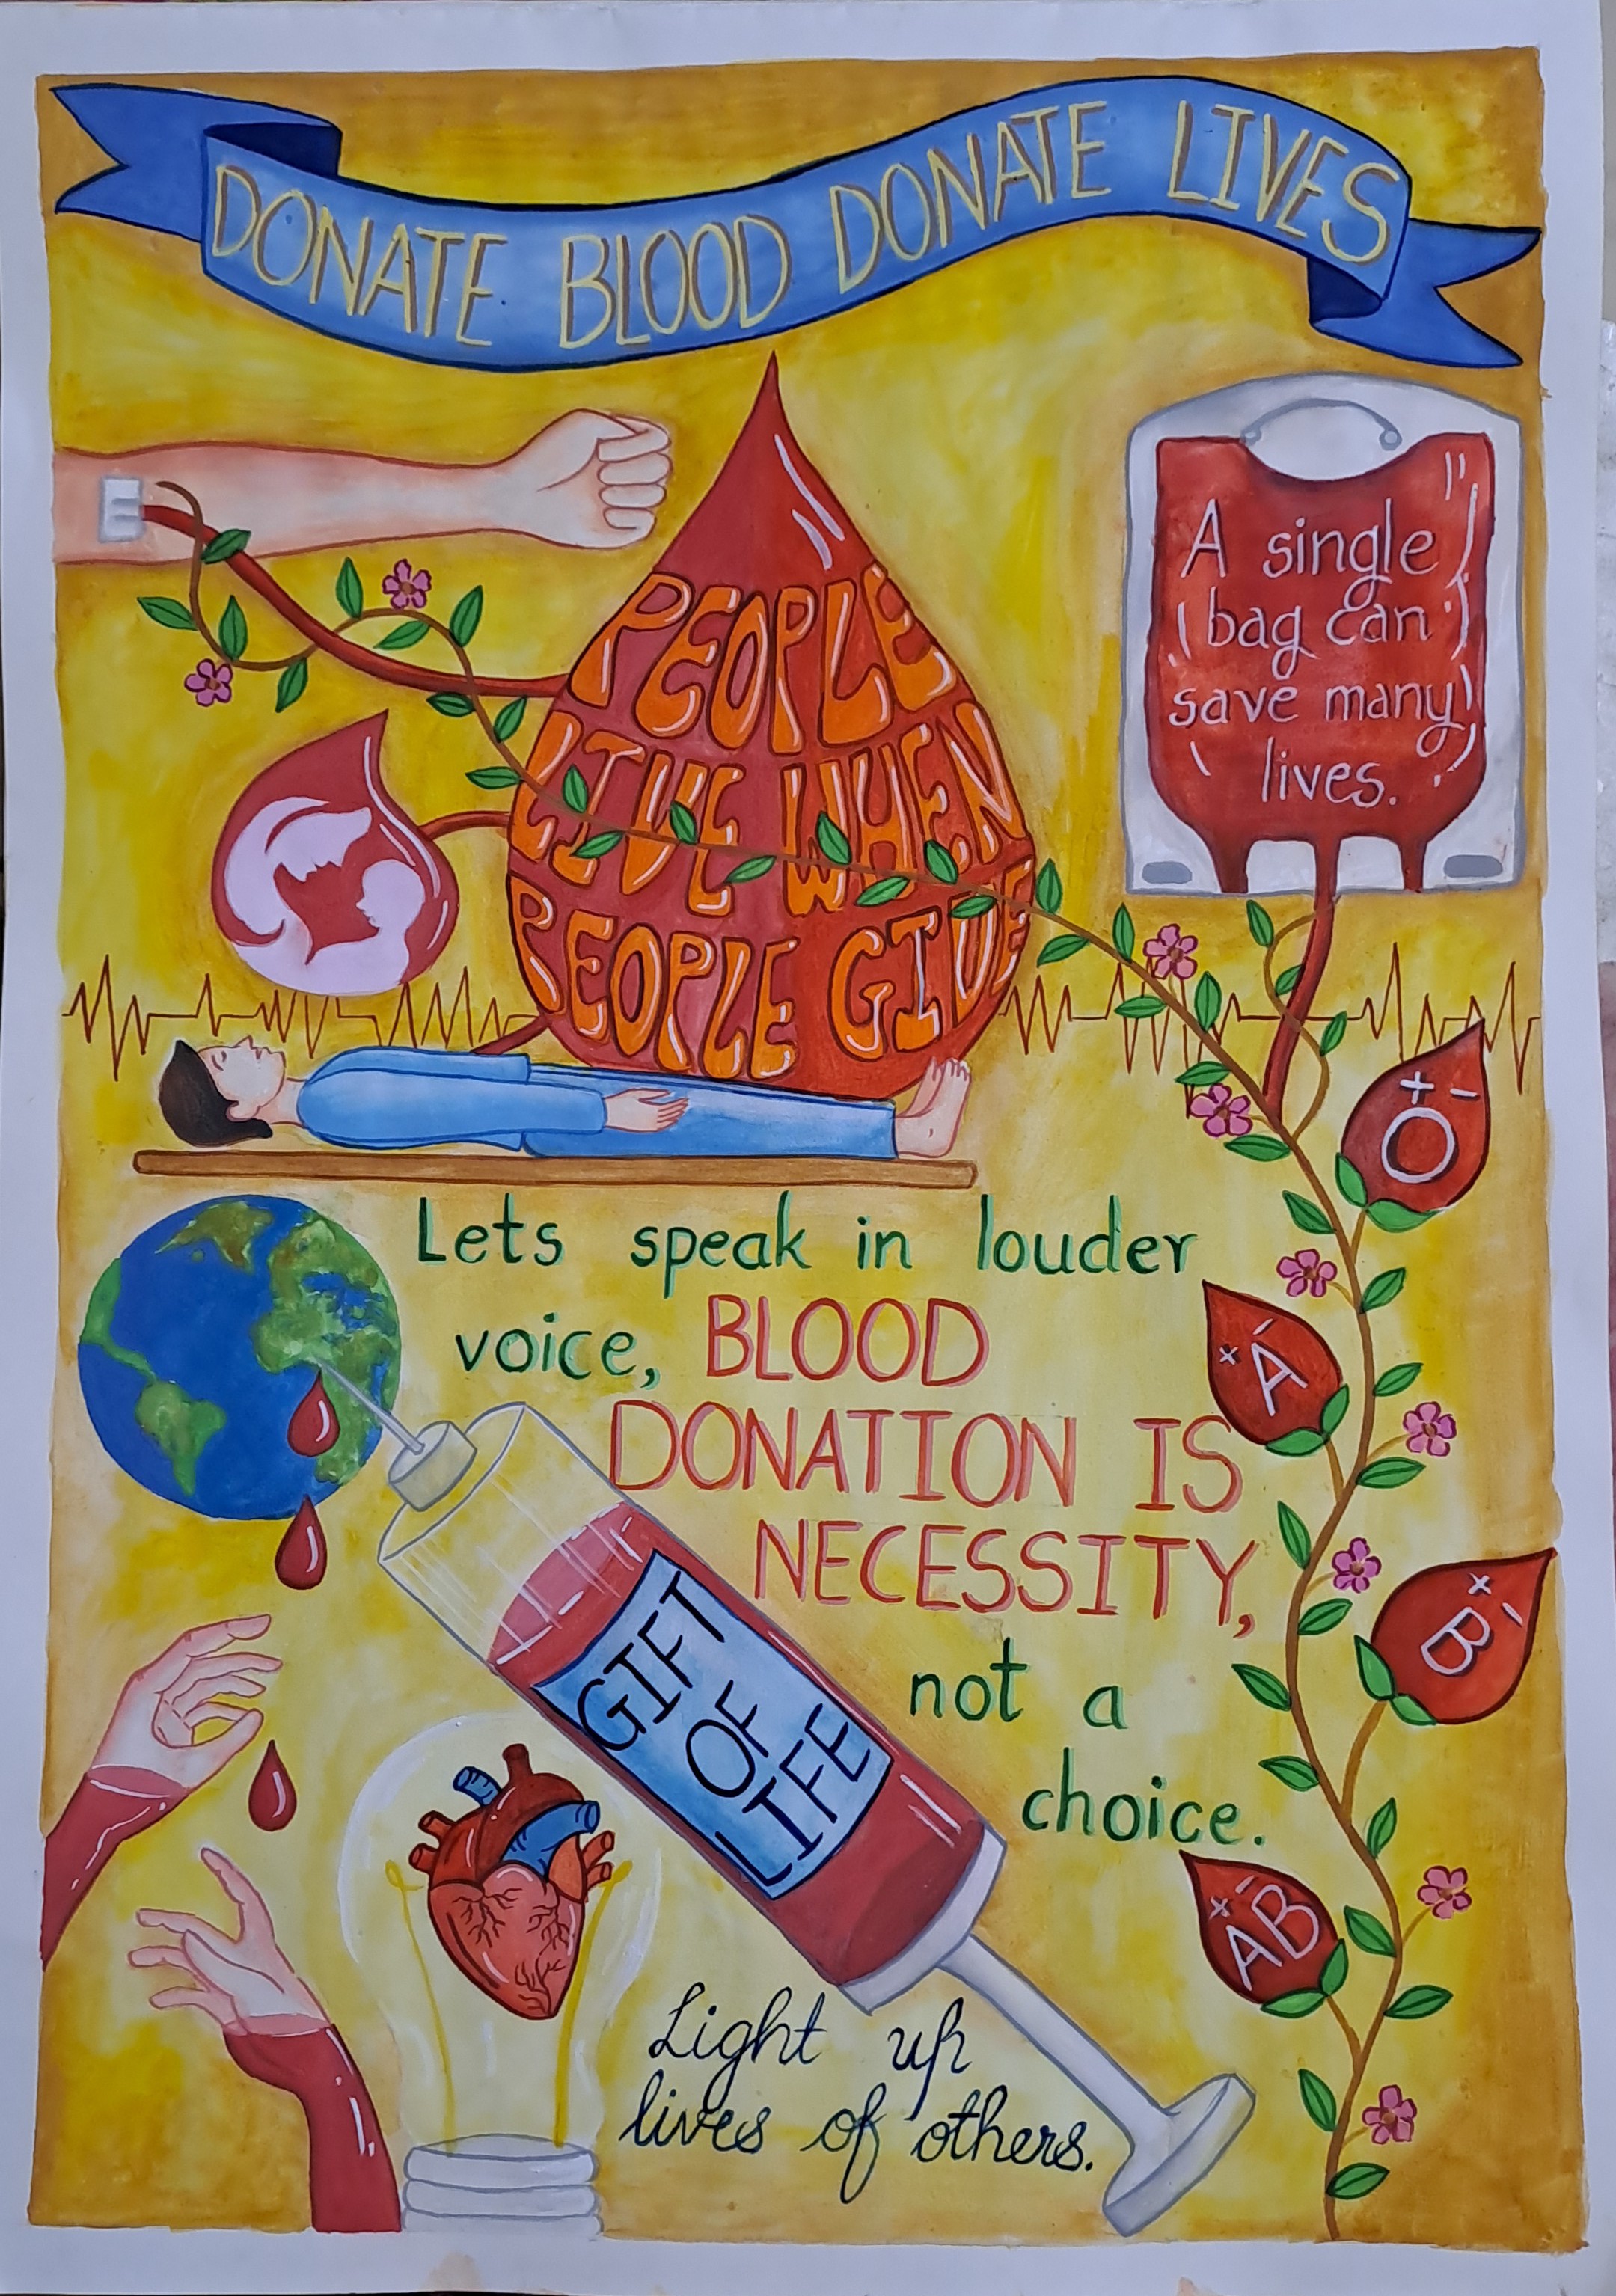 DONATE BLOOD DONATE LIVES
PEOPLE
LIVE WHEN
PEOPLE GIVE
A single
bag can
save many
lives.
+ -
O
Lets speak in louder
voice, BLOOD
DONATION IS
NECESSITY,
not a
choice.
+ -
A
+ -
B
+ -
AB
GIFT
OF
LIFE
Light up
lives of others.